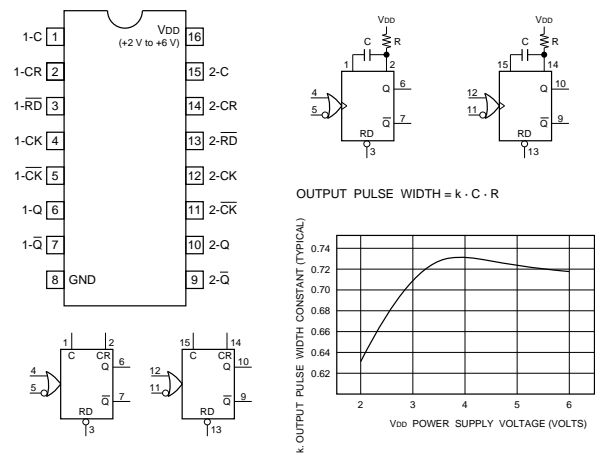 1-C 1
VDD
(+2 V to +6 V)
16
1-CR 2
15 2-C
1-R̅D̅ 3
14 2-CR
1-CK 4
13 2-R̅D̅
1-C̅K̅ 5
12 2-CK
1-Q 6
11 2-C̅K̅
1-Q̅ 7
10 2-Q
8 GND
9 2-Q̅
VDD
C
R
1
2
4
5
Q
6
Q̅
7
RD
3
VDD
C
R
15
14
12
11
Q
10
Q̅
9
RD
13
OUTPUT PULSE WIDTH = k · C · R
k. OUTPUT PULSE WIDTH CONSTANT (TYPICAL)
0.74
0.72
0.70
0.68
0.66
0.64
0.62
2 3 4 5 6
VDD POWER SUPPLY VOLTAGE (VOLTS)
1
2
C
CR
4
5
Q
6
Q̅
7
RD
3
15
14
C
CR
12
11
Q
10
Q̅
9
RD
13